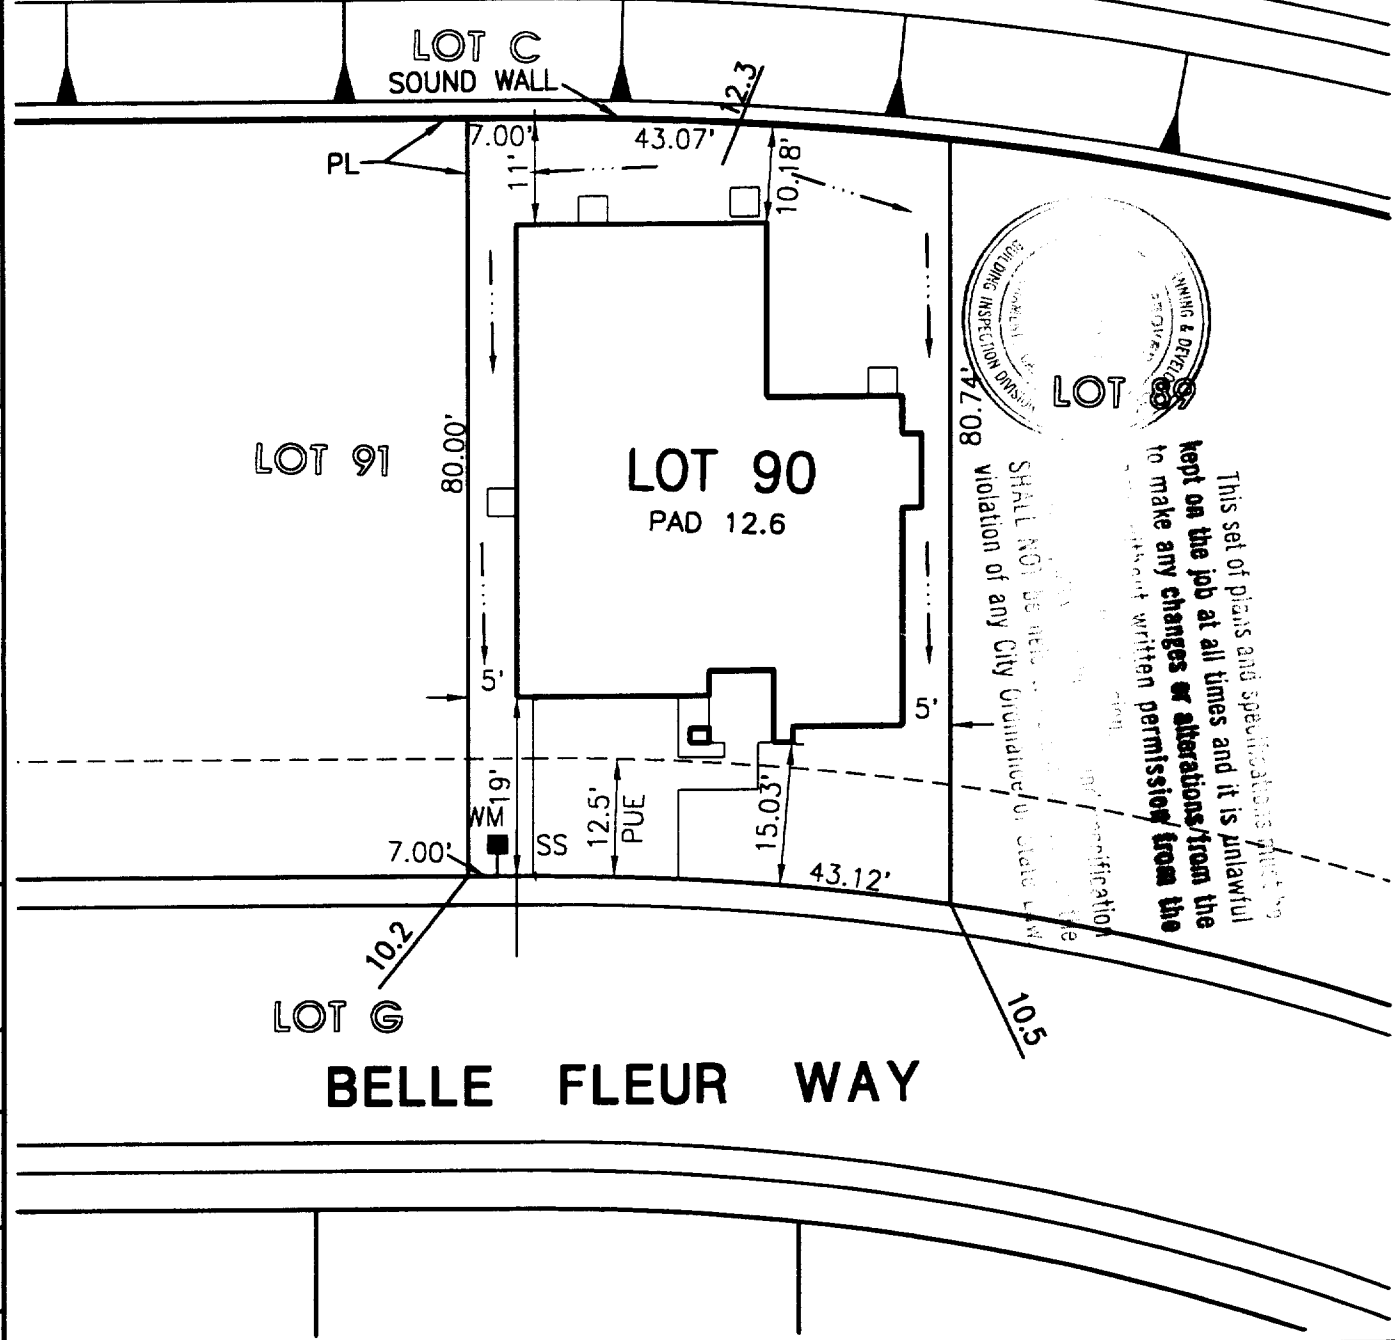 LOT C
SOUND WALL
12.3
7.00'
43.07'
PL
11'
10.18'
BUILDING INSPECTION DIVISION
LOT 89
LOT 91
80.00'
LOT 90
PAD 12.6
80.74'
This set of plans and specifications must be
kept on the job at all times and it is unlawful
to make any changes or alterations from the
without written permission from the
SHALL NOT be
violation of any City Ordinance or State Law
5'
5'
WM
19'
SS
12.5'
PUE
15.03'
7.00'
43.12'
10.2
LOT G
10.5
BELLE FLEUR WAY